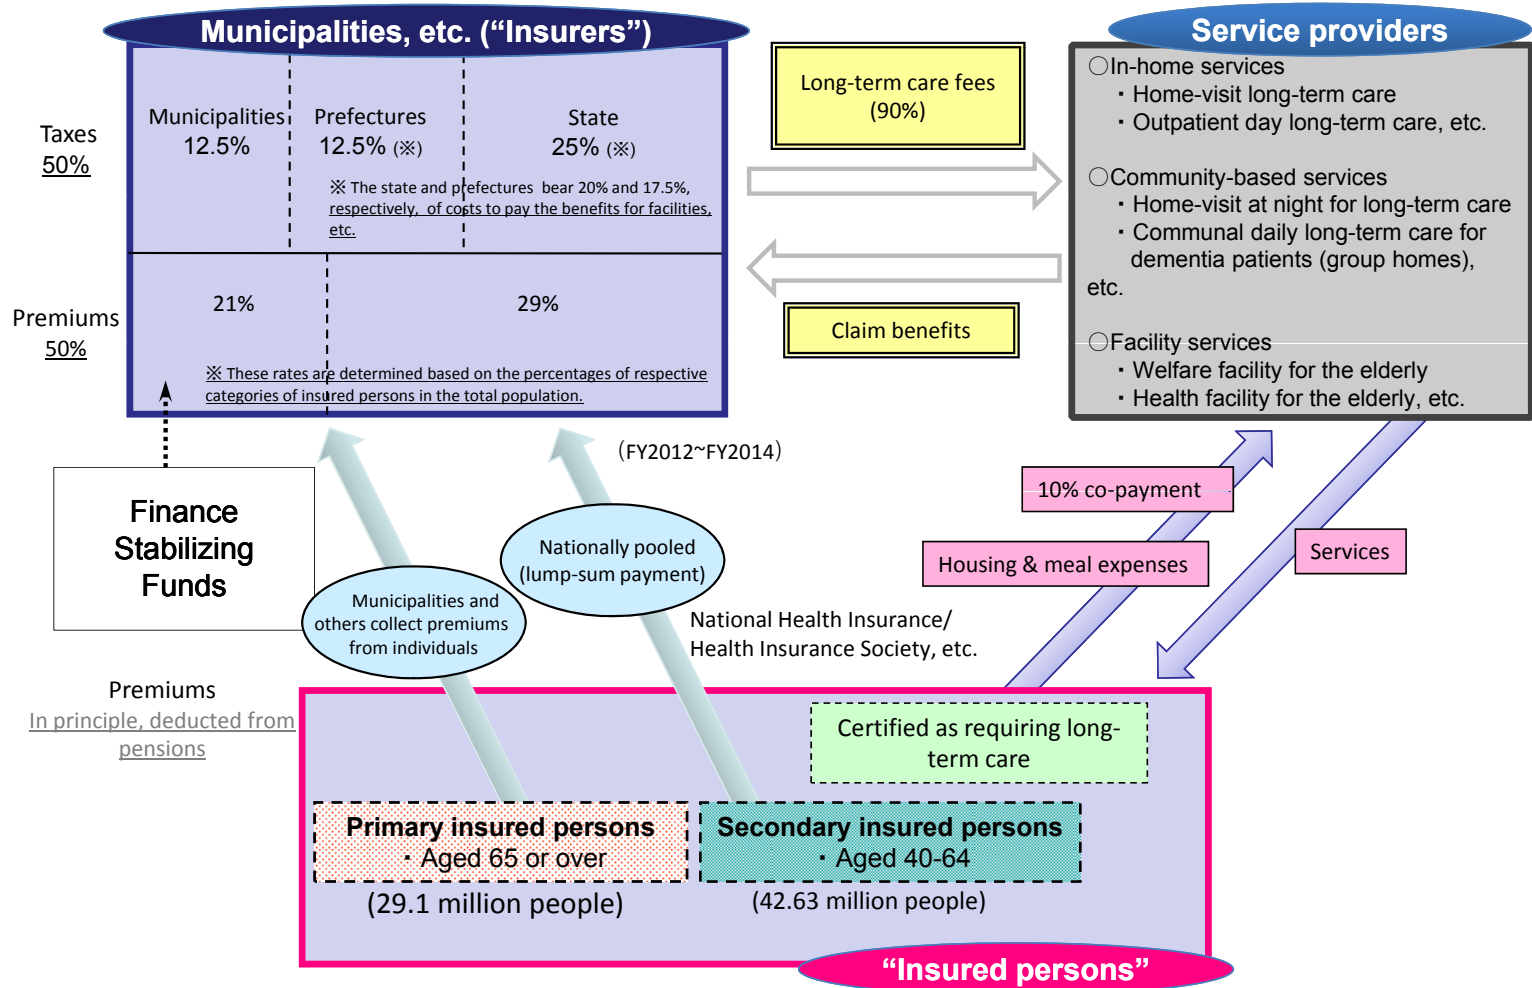 Municipalities, etc. (“Insurers”)
Service providers
Taxes
50%
Municipalities
12.5%
Prefectures
12.5% (※)
State
25% (※)
※ The state and prefectures bear 20% and 17.5%,
respectively, of costs to pay the benefits for facilities,
etc.
Premiums
50%
21%
29%
※ These rates are determined based on the percentages of respective
categories of insured persons in the total population.
Long-term care fees
(90%)
Claim benefits
○In-home services
・Home-visit long-term care
・Outpatient day long-term care, etc.
○Community-based services
・Home-visit at night for long-term care
・Communal daily long-term care for
dementia patients (group homes),
etc.
○Facility services
・Welfare facility for the elderly
・Health facility for the elderly, etc.
(FY2012~FY2014)
Finance
Stabilizing
Funds
Municipalities and
others collect premiums
from individuals
Nationally pooled
(lump-sum payment)
National Health Insurance/
Health Insurance Society, etc.
10% co-payment
Housing & meal expenses
Services
Premiums
In principle, deducted from
pensions
Certified as requiring long-
term care
Primary insured persons
・Aged 65 or over
(29.1 million people)
Secondary insured persons
・Aged 40-64
(42.63 million people)
“Insured persons”